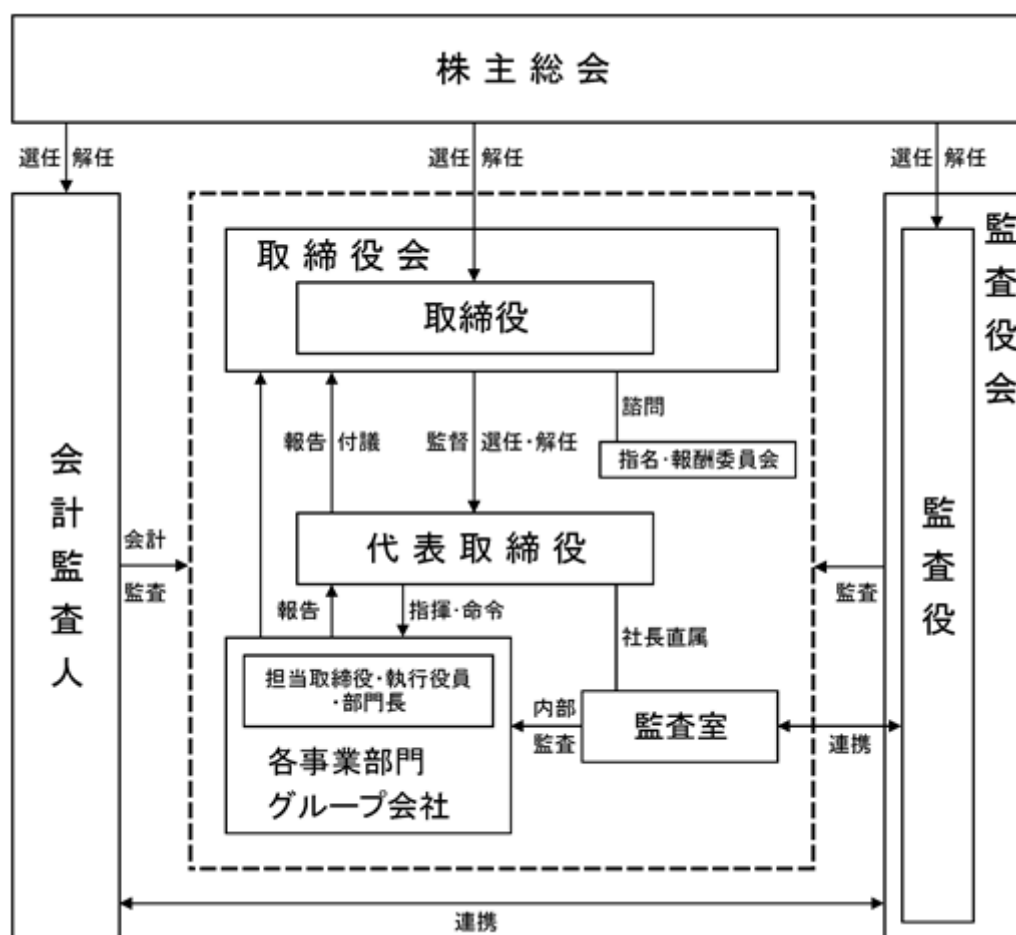 株主総会
選任 解任
選任 解任
選任 解任
取締役会
取締役
監査役会
監査役
会計監査人
報告 付議
監督 選任・解任
諮問
指名・報酬委員会
代表取締役
会計
監査
監査
報告
指揮・命令
社長直属
担当取締役・執行役員
・部門長
内部
監査
監査室
連携
各事業部門
グループ会社
連携